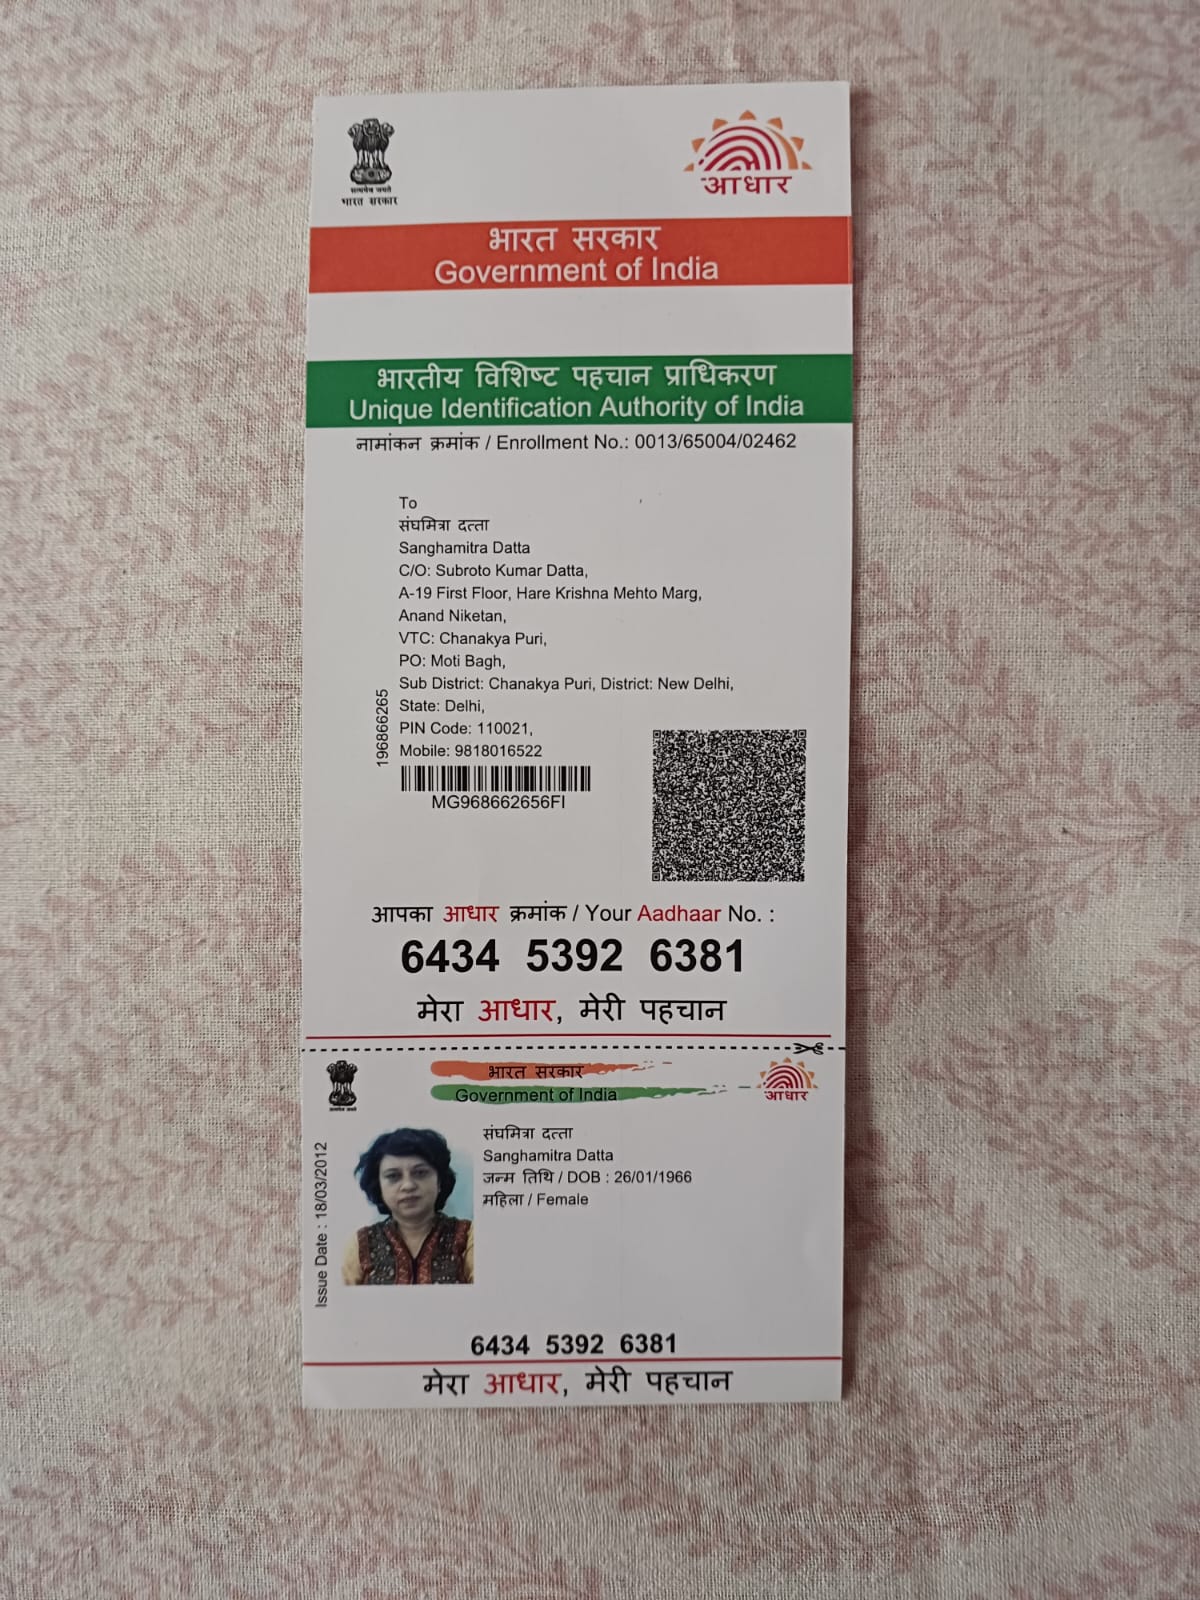 सत्यमेव जयते
भारत सरकार
आधार
भारत सरकार
Government of India
भारतीय विशिष्ट पहचान प्राधिकरण
Unique Identification Authority of India
नामांकन क्रमांक / Enrollment No.: 0013/65004/02462
To
संघमित्रा दत्ता
Sanghamitra Datta
C/O: Subroto Kumar Datta,
A-19 First Floor, Hare Krishna Mehto Marg,
Anand Niketan,
VTC: Chanakya Puri,
PO: Moti Bagh,
Sub District: Chanakya Puri, District: New Delhi,
State: Delhi,
PIN Code: 110021,
Mobile: 9818016522
196866265
MG968662656FI
आपका आधार क्रमांक / Your Aadhaar No. :
6434 5392 6381
मेरा आधार, मेरी पहचान
सत्यमेव जयते
भारत सरकार
Government of India
आधार
Issue Date : 18/03/2012
संघमित्रा दत्ता
Sanghamitra Datta
जन्म तिथि / DOB : 26/01/1966
महिला / Female
6434 5392 6381
मेरा आधार, मेरी पहचान